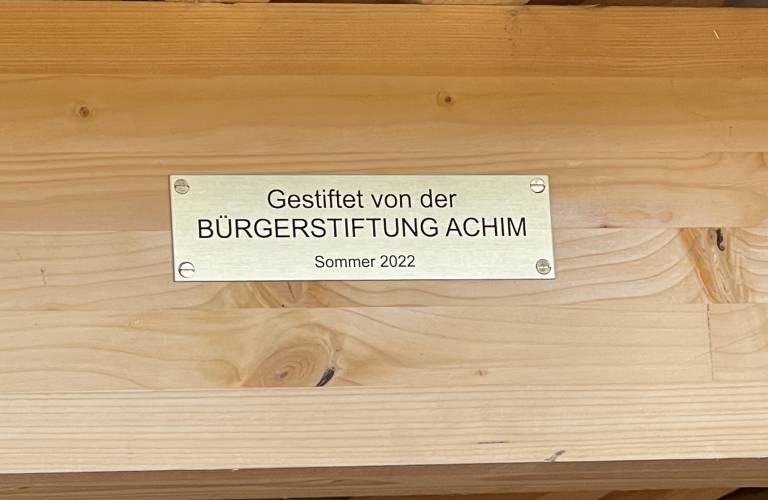 Gestiftet von der
BÜRGERSTIFTUNG ACHIM
Sommer 2022